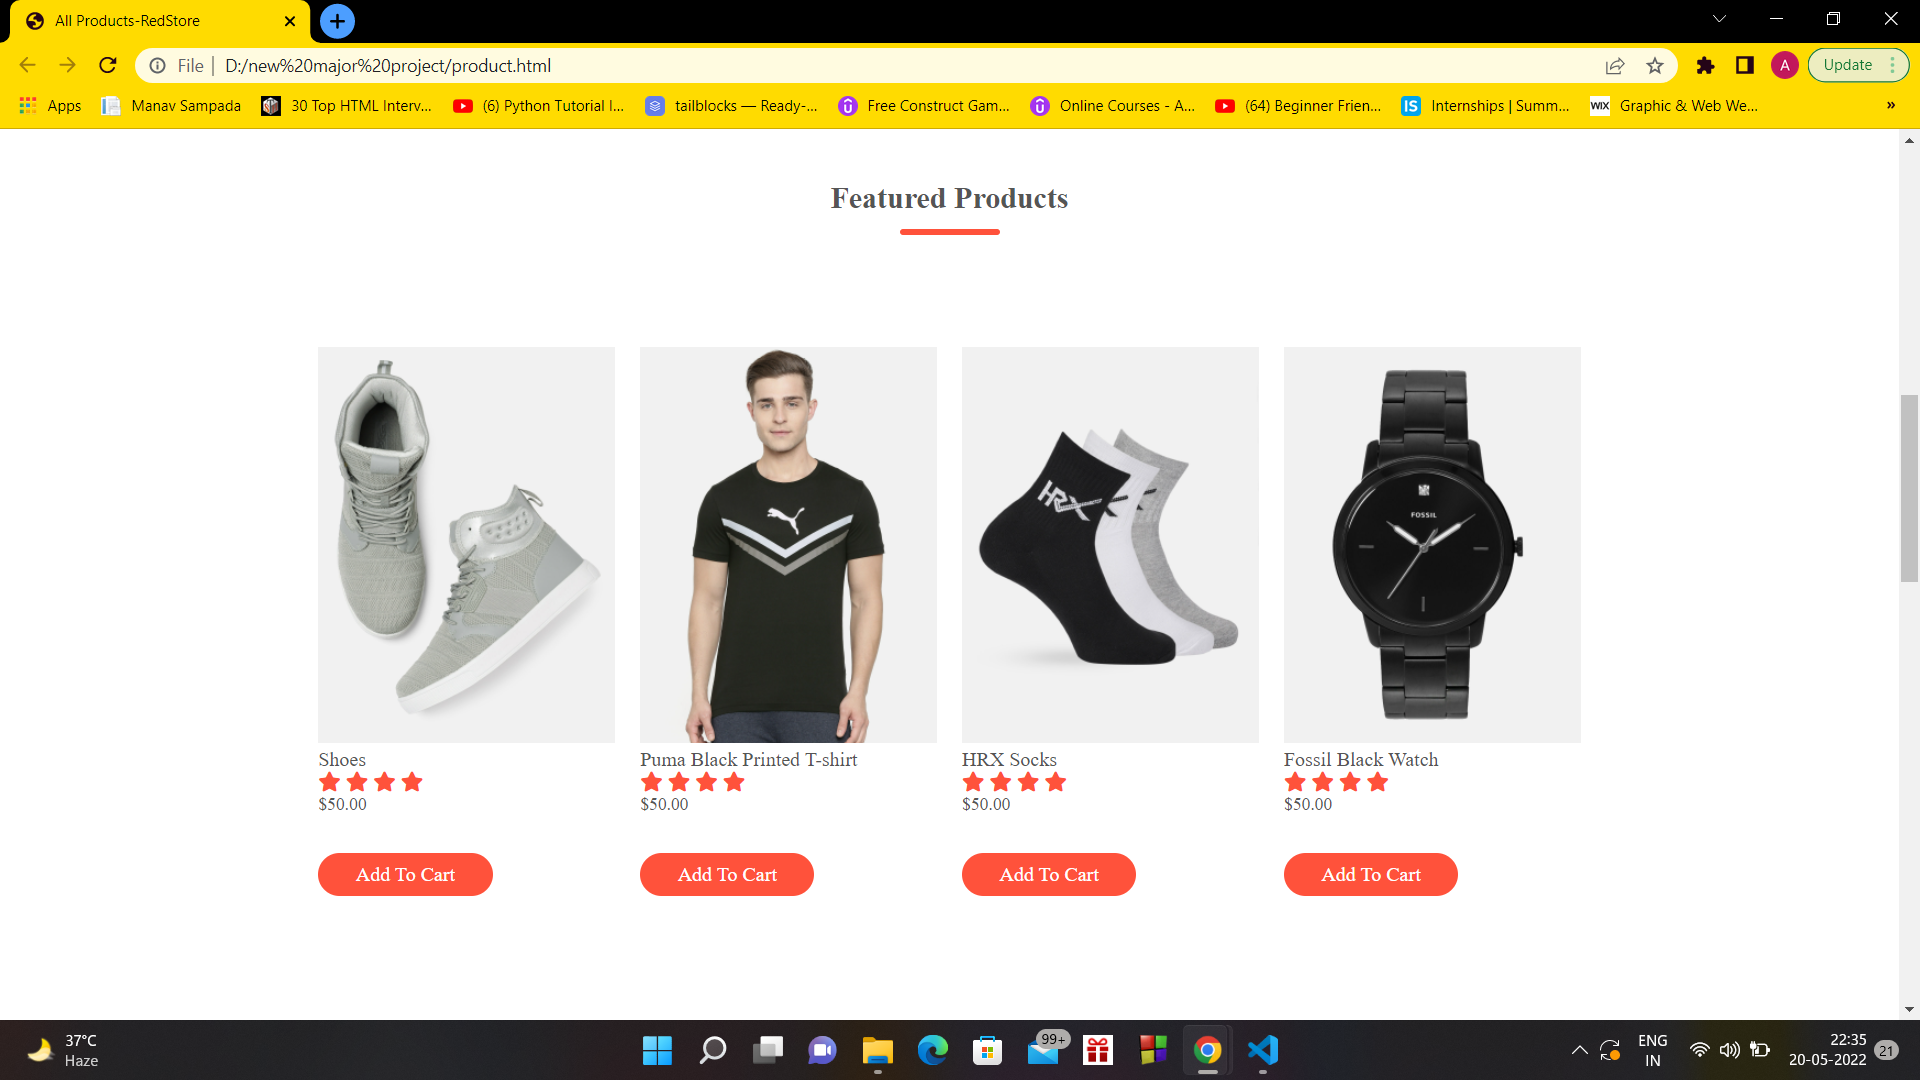 All Products-RedStore
File | D:/new%20major%20project/product.html
A
Update
Apps
Manav Sampada
30 Top HTML Interv...
(6) Python Tutorial I...
tailblocks — Ready-...
Free Construct Gam...
Online Courses - A...
(64) Beginner Frien...
IS Internships | Summ...
WIX Graphic & Web We...
»
Featured Products
HRX
FOSSIL
Shoes
Puma Black Printed T-shirt
HRX Socks
Fossil Black Watch
$50.00
$50.00
$50.00
$50.00
Add To Cart
Add To Cart
Add To Cart
Add To Cart
37°C
Haze
99+
ENG
IN
22:35
20-05-2022
21